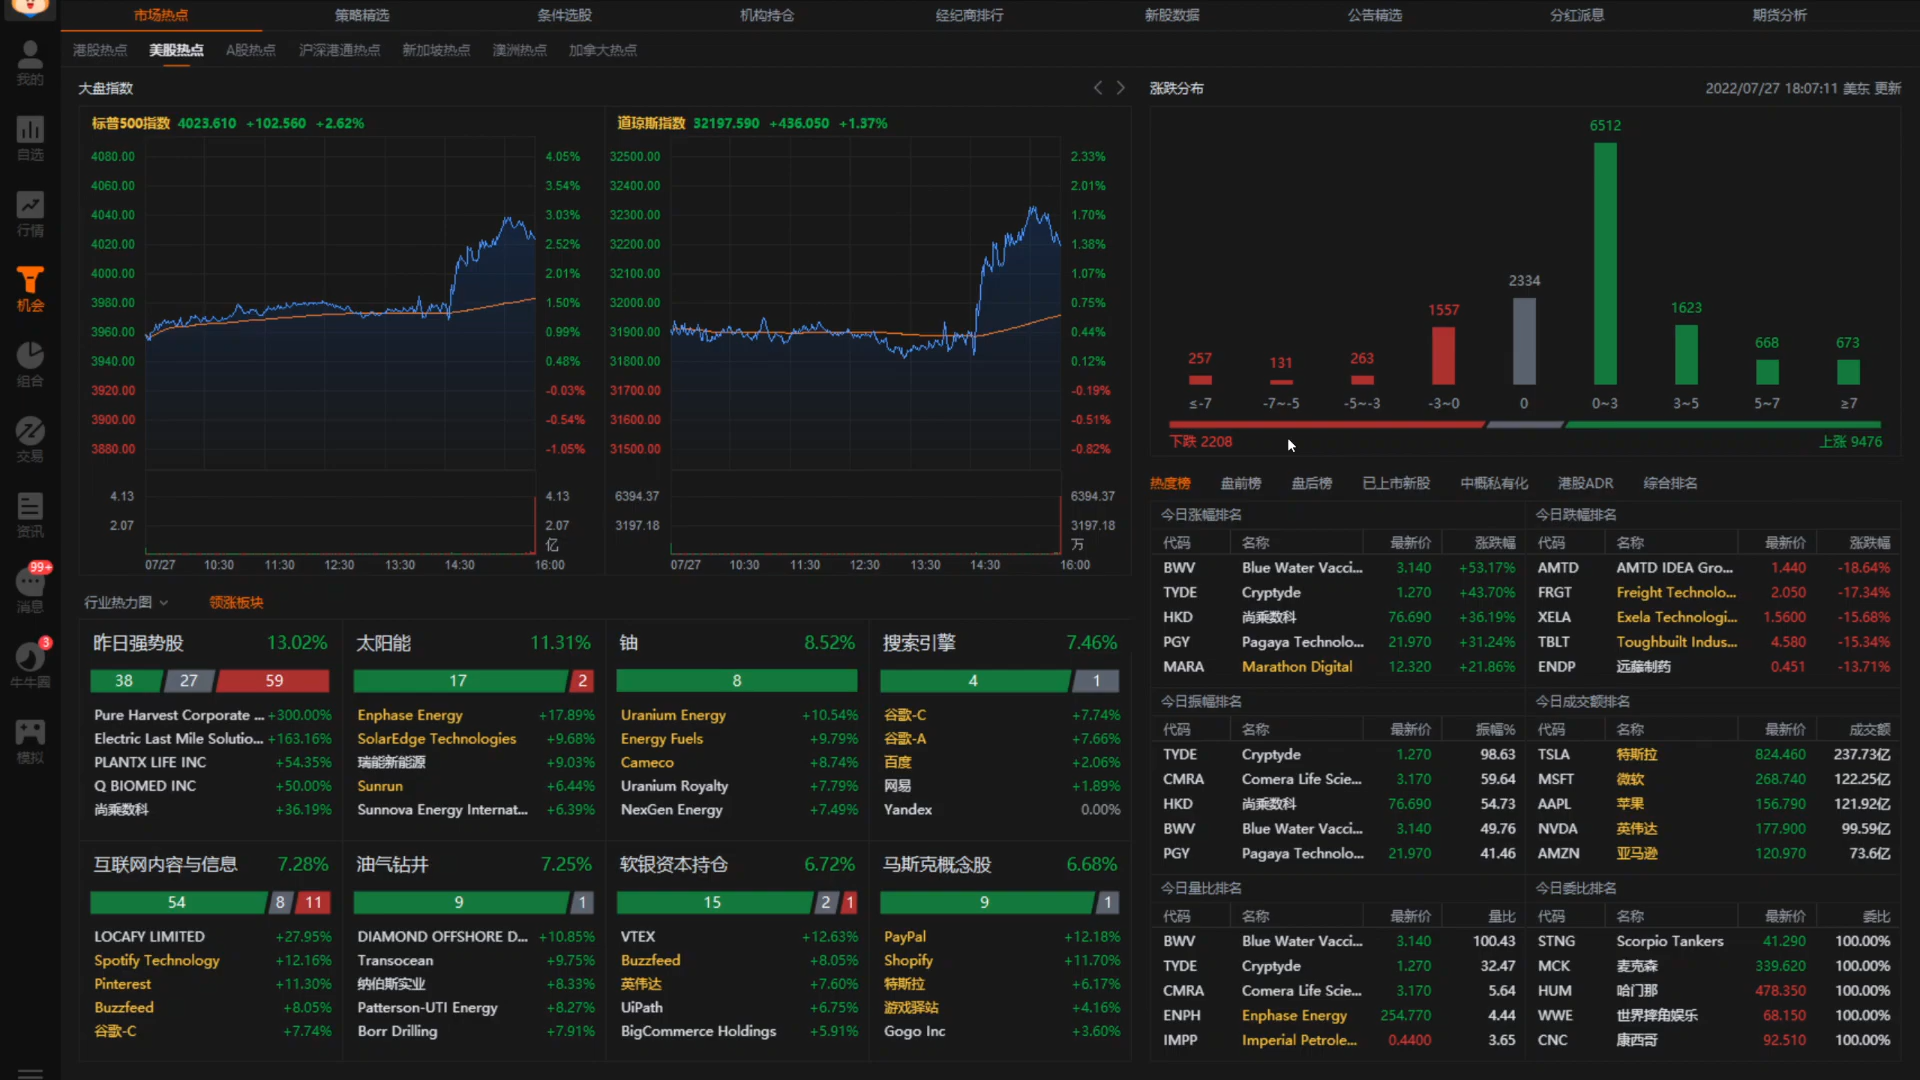 市场热点 策略精选 条件选股 机构持仓 经纪商排行 新股数据 公告精选 分红派息 期货分析
港股热点 美股热点 A股热点 沪深港通热点 新加坡热点 澳洲热点 加拿大热点
我的
自选
行情
机会
组合
交易
资讯
99+
消息
3
牛牛圈
模拟
大盘指数
标普500指数 4023.610 +102.560 +2.62%
4080.00 4.05%
4060.00 3.54%
4040.00 3.03%
4020.00 2.52%
4000.00 2.01%
3980.00 1.50%
3960.00 0.99%
3940.00 0.48%
3920.00 -0.03%
3900.00 -0.54%
3880.00 -1.05%
4.13 4.13
2.07 2.07
亿
07/27 10:30 11:30 12:30 13:30 14:30 16:00
道琼斯指数 32197.590 +436.050 +1.37%
32500.00 2.33%
32400.00 2.01%
32300.00 1.70%
32200.00 1.38%
32100.00 1.07%
32000.00 0.75%
31900.00 0.44%
31800.00 0.12%
31700.00 -0.19%
31600.00 -0.51%
31500.00 -0.82%
6394.37 6394.37
3197.18 3197.18
万
07/27 10:30 11:30 12:30 13:30 14:30 16:00
涨跌分布 2022/07/27 18:07:11 美东 更新
257 131 263 1557 2334 6512 1623 668 673
≤-7 -7~-5 -5~-3 -3~0 0 0~3 3~5 5~7 ≥7
下跌 2208 上涨 9476
行业热力图 领涨板块
昨日强势股 13.02%
38 27 59
Pure Harvest Corporate ... +300.00%
Electric Last Mile Solutio... +163.16%
PLANTX LIFE INC +54.35%
Q BIOMED INC +50.00%
尚乘数科 +36.19%
太阳能 11.31%
17 2
Enphase Energy +17.89%
SolarEdge Technologies +9.68%
瑞能新能源 +9.03%
Sunrun +6.44%
Sunnova Energy Internat... +6.39%
铀 8.52%
8
Uranium Energy +10.54%
Energy Fuels +9.79%
Cameco +8.74%
Uranium Royalty +7.79%
NexGen Energy +7.49%
搜索引擎 7.46%
4 1
谷歌-C +7.74%
谷歌-A +7.66%
百度 +2.06%
网易 +1.89%
Yandex 0.00%
互联网内容与信息 7.28%
54 8 11
LOCAFY LIMITED +27.95%
Spotify Technology +12.16%
Pinterest +11.30%
Buzzfeed +8.05%
谷歌-C +7.74%
油气钻井 7.25%
9 1
DIAMOND OFFSHORE D... +10.85%
Transocean +9.75%
纳伯斯实业 +8.33%
Patterson-UTI Energy +8.27%
Borr Drilling +7.91%
软银资本持仓 6.72%
15 2 1
VTEX +12.63%
Buzzfeed +8.05%
英伟达 +7.60%
UiPath +6.75%
BigCommerce Holdings +5.91%
马斯克概念股 6.68%
9 1
PayPal +12.18%
Shopify +11.70%
特斯拉 +6.17%
游戏驿站 +4.16%
Gogo Inc +3.60%
热度榜 盘前榜 盘后榜 已上市新股 中概私有化 港股ADR 综合排名
今日涨幅排名
代码 名称 最新价 涨跌幅
BWV Blue Water Vacci... 3.140 +53.17%
TYDE Cryptyde 1.270 +43.70%
HKD 尚乘数科 76.690 +36.19%
PGY Pagaya Technolo... 21.970 +31.24%
MARA Marathon Digital 12.320 +21.86%
今日跌幅排名
代码 名称 最新价 涨跌幅
AMTD AMTD IDEA Gro... 1.440 -18.64%
FRGT Freight Technolo... 2.050 -17.34%
XELA Exela Technologi... 1.5600 -15.68%
TBLT Toughbuilt Indus... 4.580 -15.34%
ENDP 远藤制药 0.451 -13.71%
今日振幅排名
代码 名称 最新价 振幅%
TYDE Cryptyde 1.270 98.63
CMRA Comera Life Scie... 3.170 59.64
HKD 尚乘数科 76.690 54.73
BWV Blue Water Vacci... 3.140 49.76
PGY Pagaya Technolo... 21.970 41.46
今日成交额排名
代码 名称 最新价 成交额
TSLA 特斯拉 824.460 237.73亿
MSFT 微软 268.740 122.25亿
AAPL 苹果 156.790 121.92亿
NVDA 英伟达 177.900 99.59亿
AMZN 亚马逊 120.970 73.6亿
今日量比排名
代码 名称 最新价 量比
BWV Blue Water Vacci... 3.140 100.43
TYDE Cryptyde 1.270 32.47
CMRA Comera Life Scie... 3.170 5.64
ENPH Enphase Energy 254.770 4.44
IMPP Imperial Petrole... 0.4400 3.65
今日委比排名
代码 名称 最新价 委比
STNG Scorpio Tankers 41.290 100.00%
MCK 麦克森 339.620 100.00%
HUM 哈门那 478.350 100.00%
WWE 世界摔角娱乐 68.150 100.00%
CNC 康西哥 92.510 100.00%